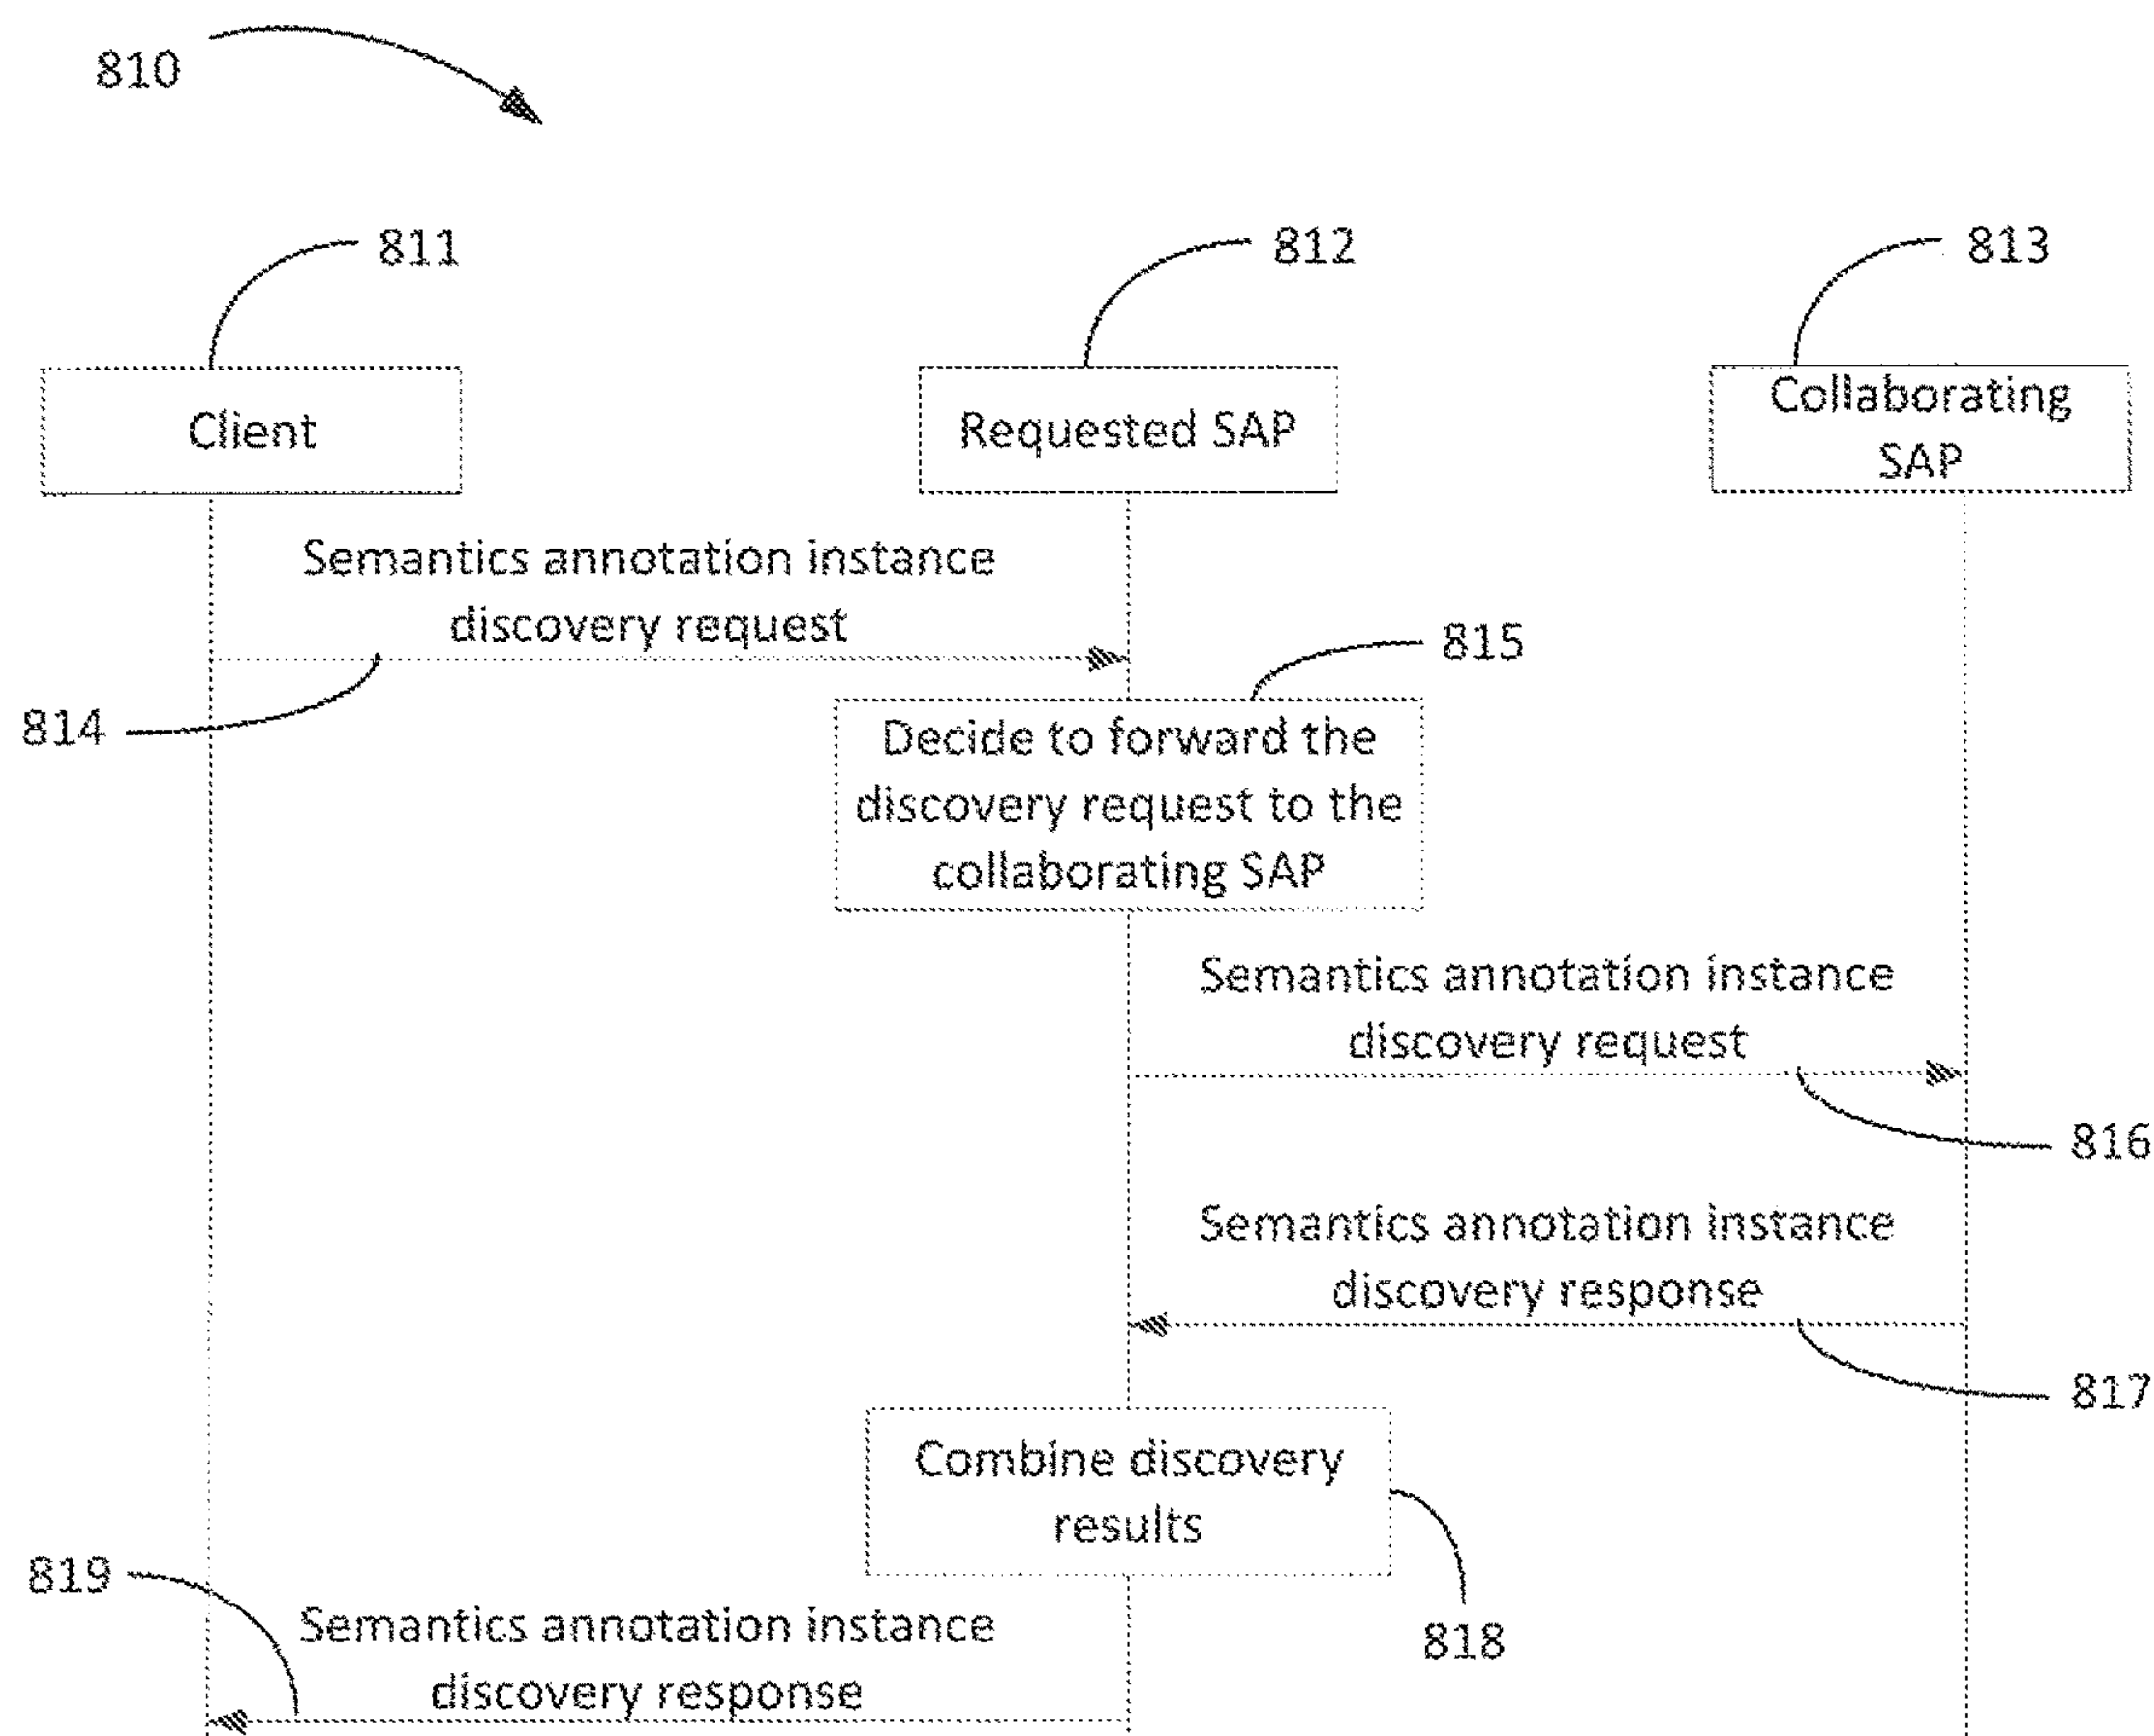 810
811
812
813
Client
Requested SAP
Collaborating
SAP
Semantics annotation instance
discovery request
814
815
Decide to forward the
discovery request to the
collaborating SAP
Semantics annotation instance
discovery request
816
Semantics annotation instance
discovery response
817
Combine discovery
results
818
819
Semantics annotation instance
discovery response